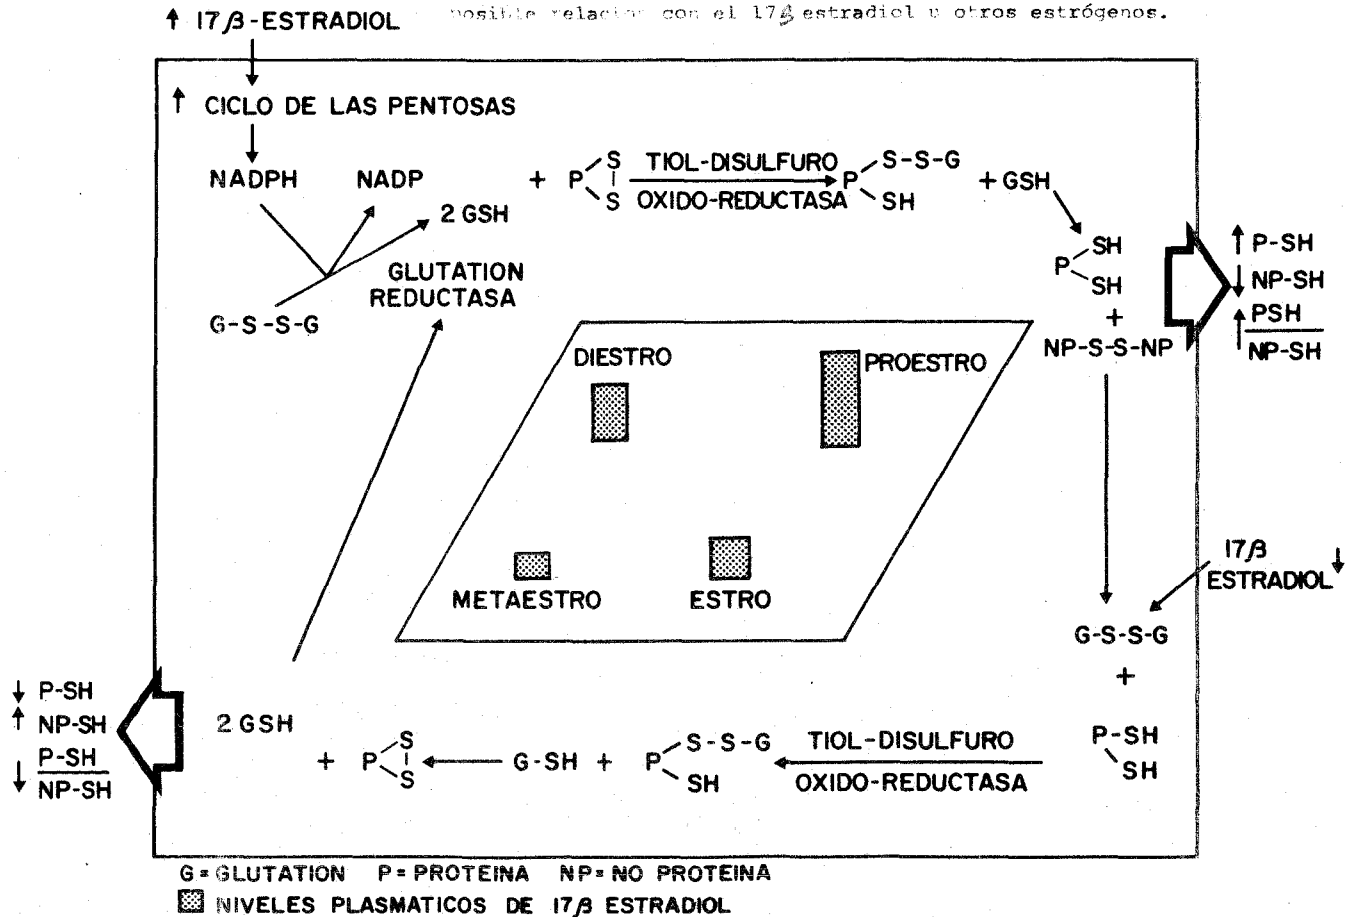 posible relacion con el 17β estradiol u otros estrógenos.
↑ 17β-ESTRADIOL
↑ CICLO DE LAS PENTOSAS
NADPH NADP
2 GSH
GLUTATION
REDUCTASA
G-S-S-G
+ P S S
TIOL-DISULFURO
OXIDO-REDUCTASA
P S-S-G SH
+ GSH
P SH SH
+
NP-S-S-NP
↑ P-SH
↓ NP-SH
↑ PSH
NP-SH
DIESTRO
PROESTRO
METAESTRO
ESTRO
17β
ESTRADIOL ↓
G-S-S-G
+
P-SH
SH
TIOL-DISULFURO
OXIDO-REDUCTASA
P S-S-G SH
G-SH +
P S S
+
2 GSH
↓ P-SH
↑ NP-SH
↓ P-SH
NP-SH
G= GLUTATION P= PROTEINA NP= NO PROTEINA
NIVELES PLASMATICOS DE 17β ESTRADIOL